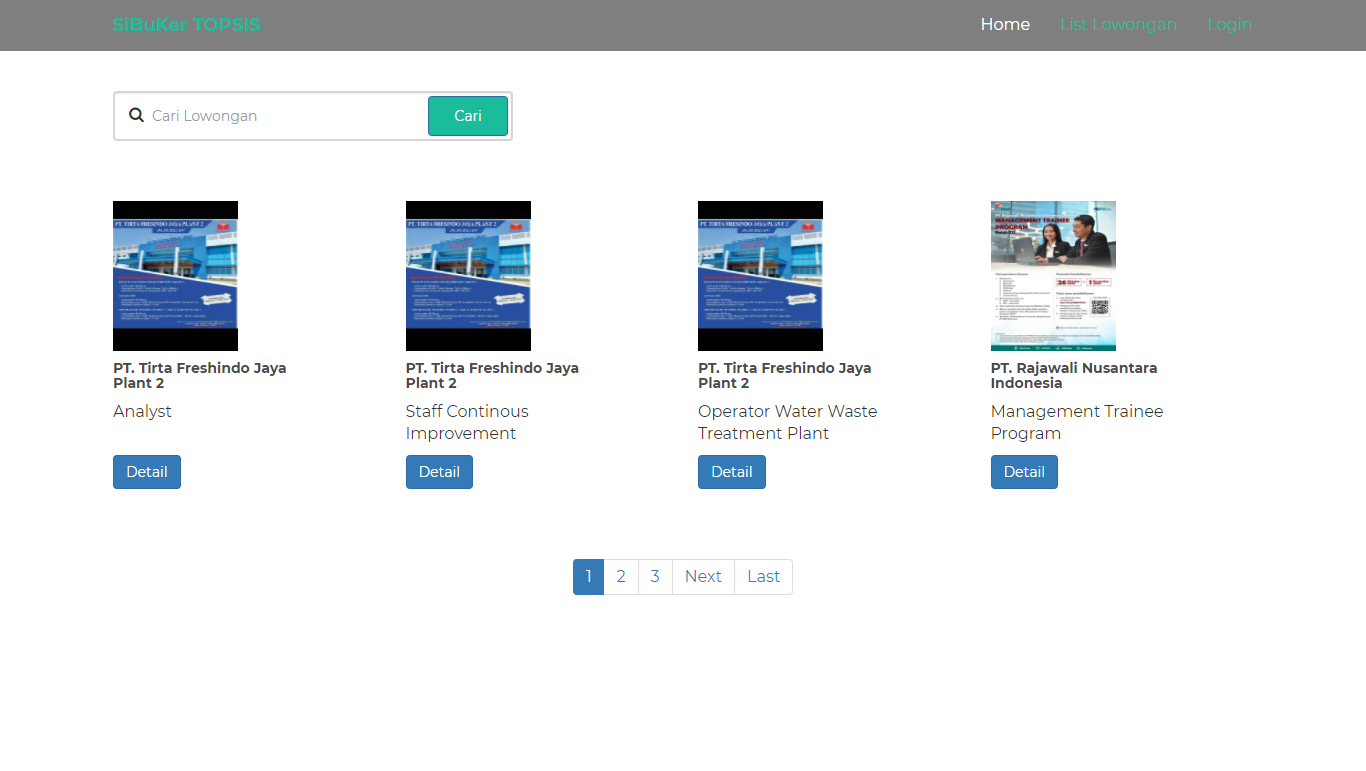 SiBuKer TOPSIS
Home
List Lowongan
Login
Cari Lowongan
Cari
PT. TIRTA FRESINDO JAYA PLANT 2
PT. TIRTA FRESINDO JAYA PLANT 2
PT. TIRTA FRESINDO JAYA PLANT 2
MANAGEMENT TRAINEE
PROGRAM
PT. Tirta Freshindo Jaya
Plant 2
Analyst
Detail
PT. Tirta Freshindo Jaya
Plant 2
Staff Continous
Improvement
Detail
PT. Tirta Freshindo Jaya
Plant 2
Operator Water Waste
Treatment Plant
Detail
PT. Rajawali Nusantara
Indonesia
Management Trainee
Program
Detail
1
2
3
Next
Last